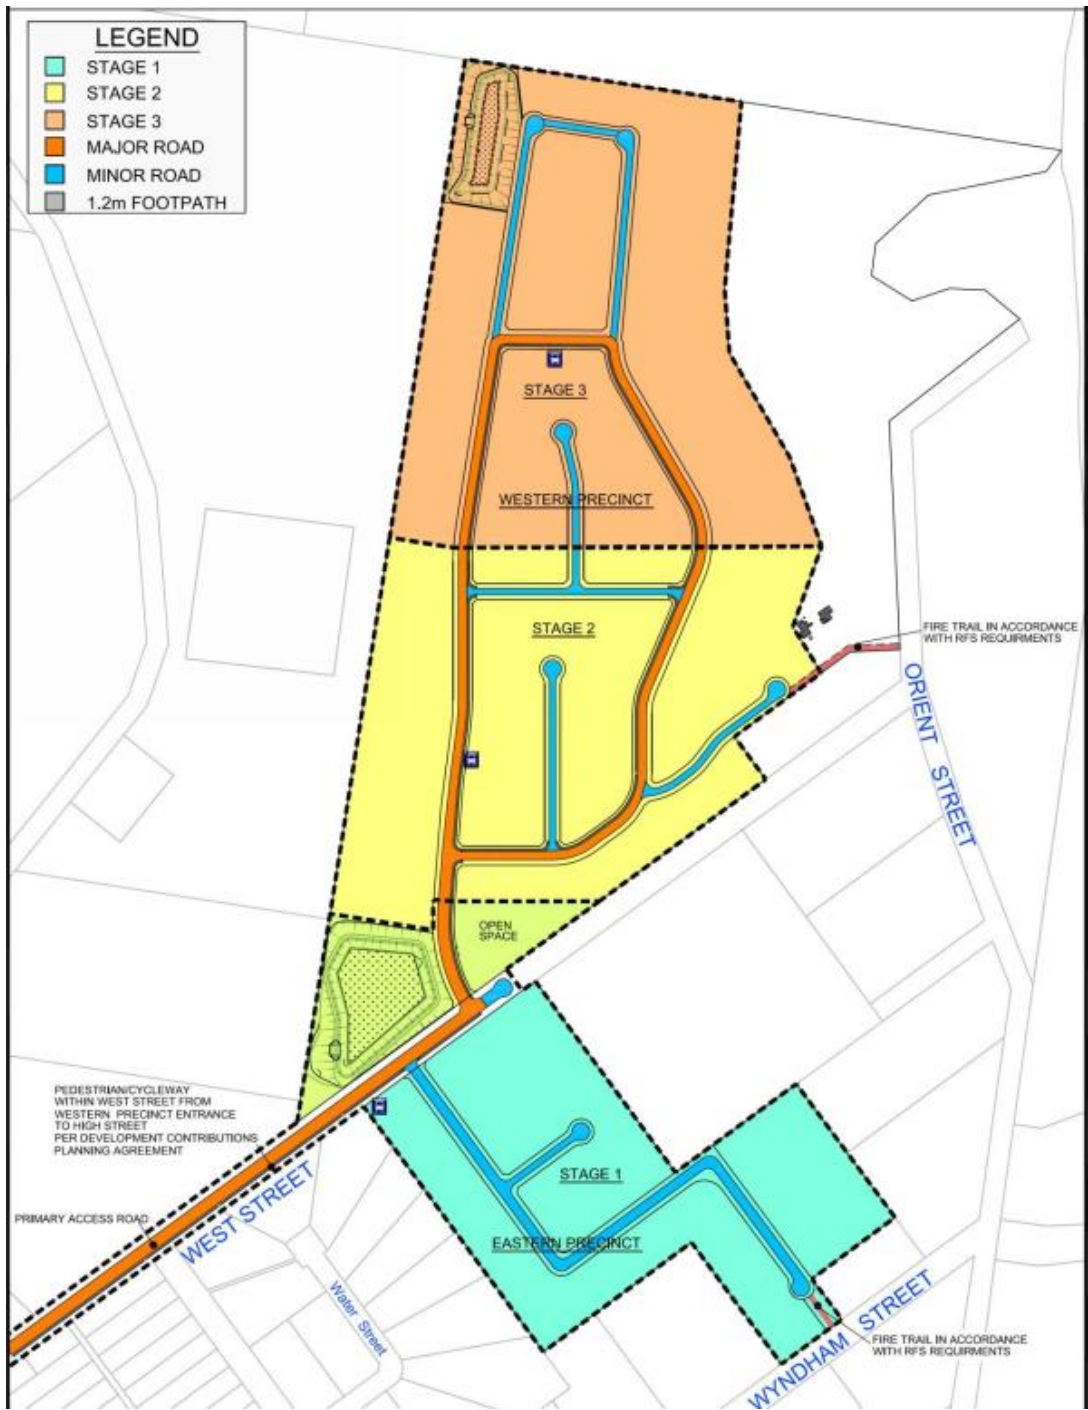 LEGEND
STAGE 1
STAGE 2
STAGE 3
MAJOR ROAD
MINOR ROAD
1.2m FOOTPATH
STAGE 3
WESTERN PRECINCT
STAGE 2
FIRE TRAIL IN ACCORDANCE
WITH RFS REQUIRMENTS
ORIENT STREET
OPEN
SPACE
PEDESTRIAN/CYCLEWAY
WITHIN WEST STREET FROM
WESTERN PRECINCT ENTRANCE
TO HIGH STREET
PER DEVELOPMENT CONTRIBUTIONS
PLANNING AGREEMENT
STAGE 1
PRIMARY ACCESS ROAD
WEST STREET
EASTERN PRECINCT
Water Street
WYNDHAM STREET
FIRE TRAIL IN ACCORDANCE
WITH RFS REQUIRMENTS